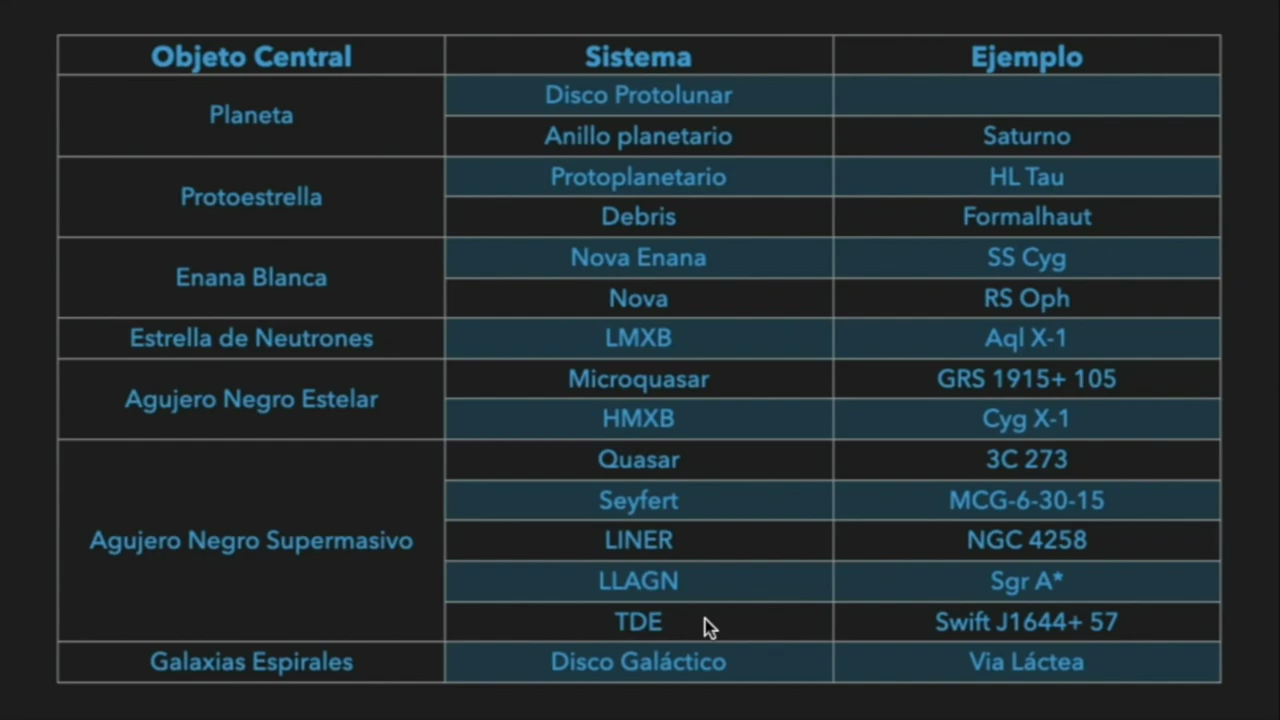 Objeto Central Sistema Ejemplo
Planeta
Disco Protolunar
Anillo planetario Saturno
Protoestrella
Protoplanetario HL Tau
Debris Formalhaut
Enana Blanca
Nova Enana SS Cyg
Nova RS Oph
Estrella de Neutrones LMXB Aql X-1
Agujero Negro Estelar
Microquasar GRS 1915+ 105
HMXB Cyg X-1
Agujero Negro Supermasivo
Quasar 3C 273
Seyfert MCG-6-30-15
LINER NGC 4258
LLAGN Sgr A*
TDE Swift J1644+ 57
Galaxias Espirales Disco Galáctico Via Láctea